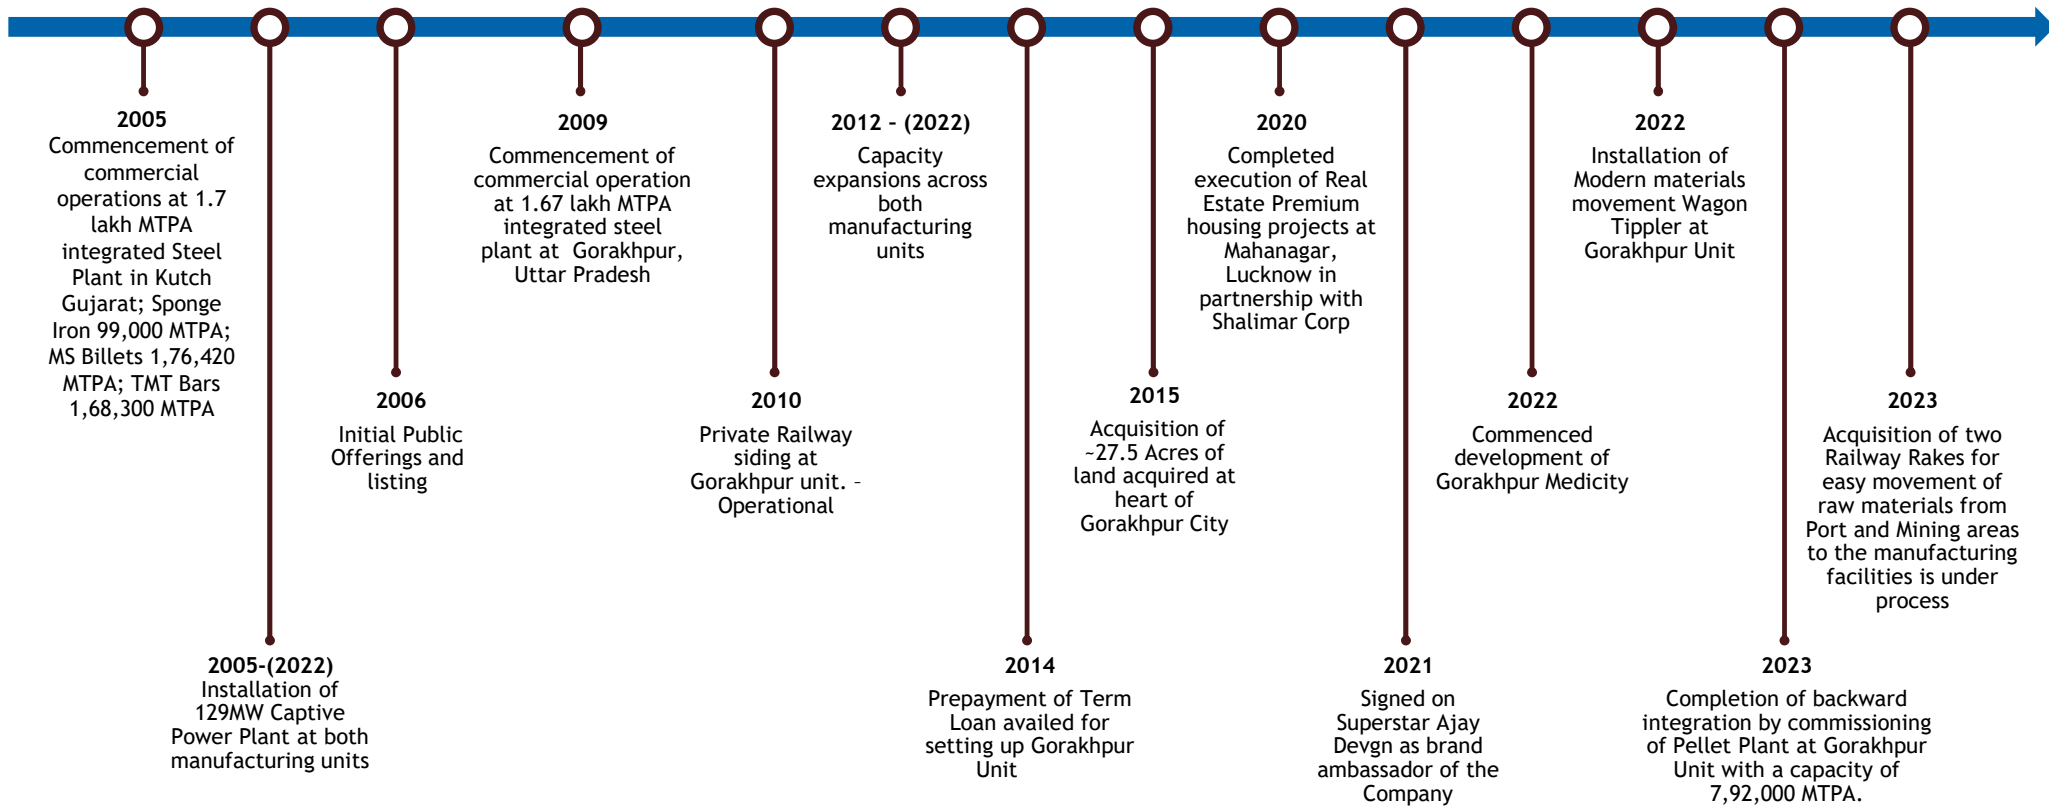 2005
Commencement of
commercial
operations at 1.7
lakh MTPA
integrated Steel
Plant in Kutch
Gujarat; Sponge
Iron 99,000 MTPA;
MS Billets 1,76,420
MTPA; TMT Bars
1,68,300 MTPA
2005-(2022)
Installation of
129MW Captive
Power Plant at both
manufacturing units
2006
Initial Public
Offerings and
listing
2009
Commencement of
commercial operation
at 1.67 lakh MTPA
integrated steel
plant at  Gorakhpur,
Uttar Pradesh
2010
Private Railway
siding at
Gorakhpur unit. –
Operational
2012 – (2022)
Capacity
expansions across
both
manufacturing
units
2014
Prepayment of Term
Loan availed for
setting up Gorakhpur
Unit
2015
Acquisition of
~27.5 Acres of
land acquired at
heart of
Gorakhpur City
2020
Completed
execution of Real
Estate Premium
housing projects at
Mahanagar,
Lucknow in
partnership with
Shalimar Corp
2021
Signed on
Superstar Ajay
Devgn as brand
ambassador of the
Company
2022
Commenced
development of
Gorakhpur Medicity
2022
Installation of
Modern materials
movement Wagon
Tippler at
Gorakhpur Unit
2023
Completion of backward
integration by commissioning
of Pellet Plant at Gorakhpur
Unit with a capacity of
7,92,000 MTPA.
2023
Acquisition of two
Railway Rakes for
easy movement of
raw materials from
Port and Mining areas
to the manufacturing
facilities is under
process